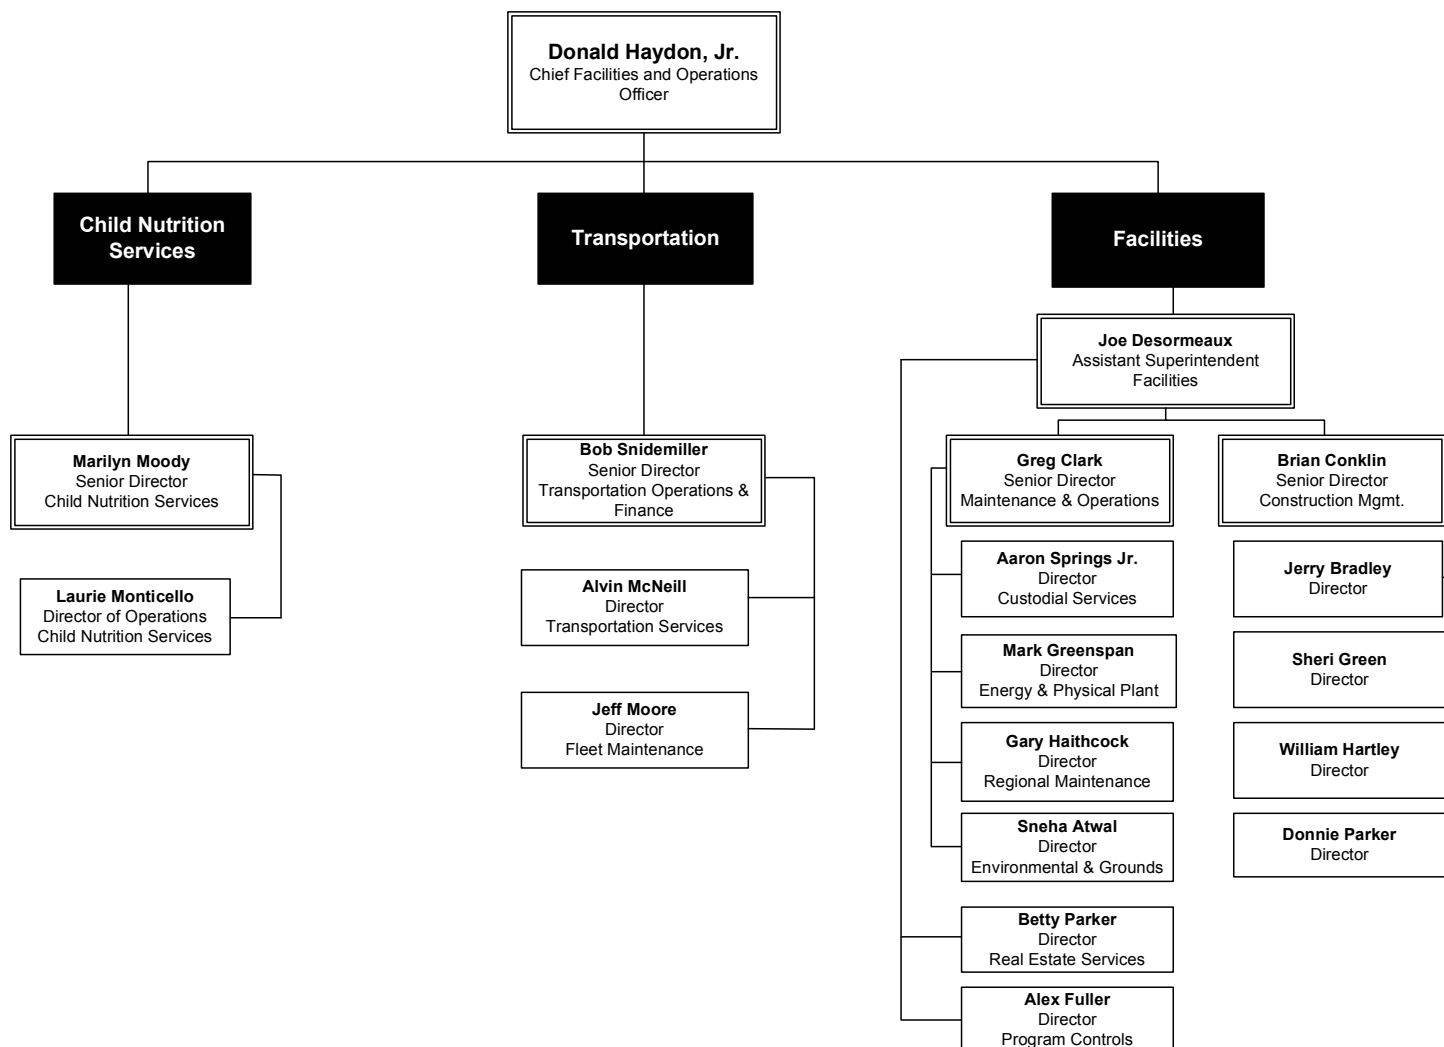 Donald Haydon, Jr.
Chief Facilities and Operations
Officer
Child Nutrition
Services
Transportation
Facilities
Joe Desormeaux
Assistant Superintendent
Facilities
Marilyn Moody
Senior Director
Child Nutrition Services
Laurie Monticello
Director of Operations
Child Nutrition Services
Bob Snidemiller
Senior Director
Transportation Operations &
Finance
Alvin McNeill
Director
Transportation Services
Jeff Moore
Director
Fleet Maintenance
Greg Clark
Senior Director
Maintenance & Operations
Aaron Springs Jr.
Director
Custodial Services
Mark Greenspan
Director
Energy & Physical Plant
Gary Haithcock
Director
Regional Maintenance
Sneha Atwal
Director
Environmental & Grounds
Betty Parker
Director
Real Estate Services
Alex Fuller
Director
Program Controls
Brian Conklin
Senior Director
Construction Mgmt.
Jerry Bradley
Director
Sheri Green
Director
William Hartley
Director
Donnie Parker
Director